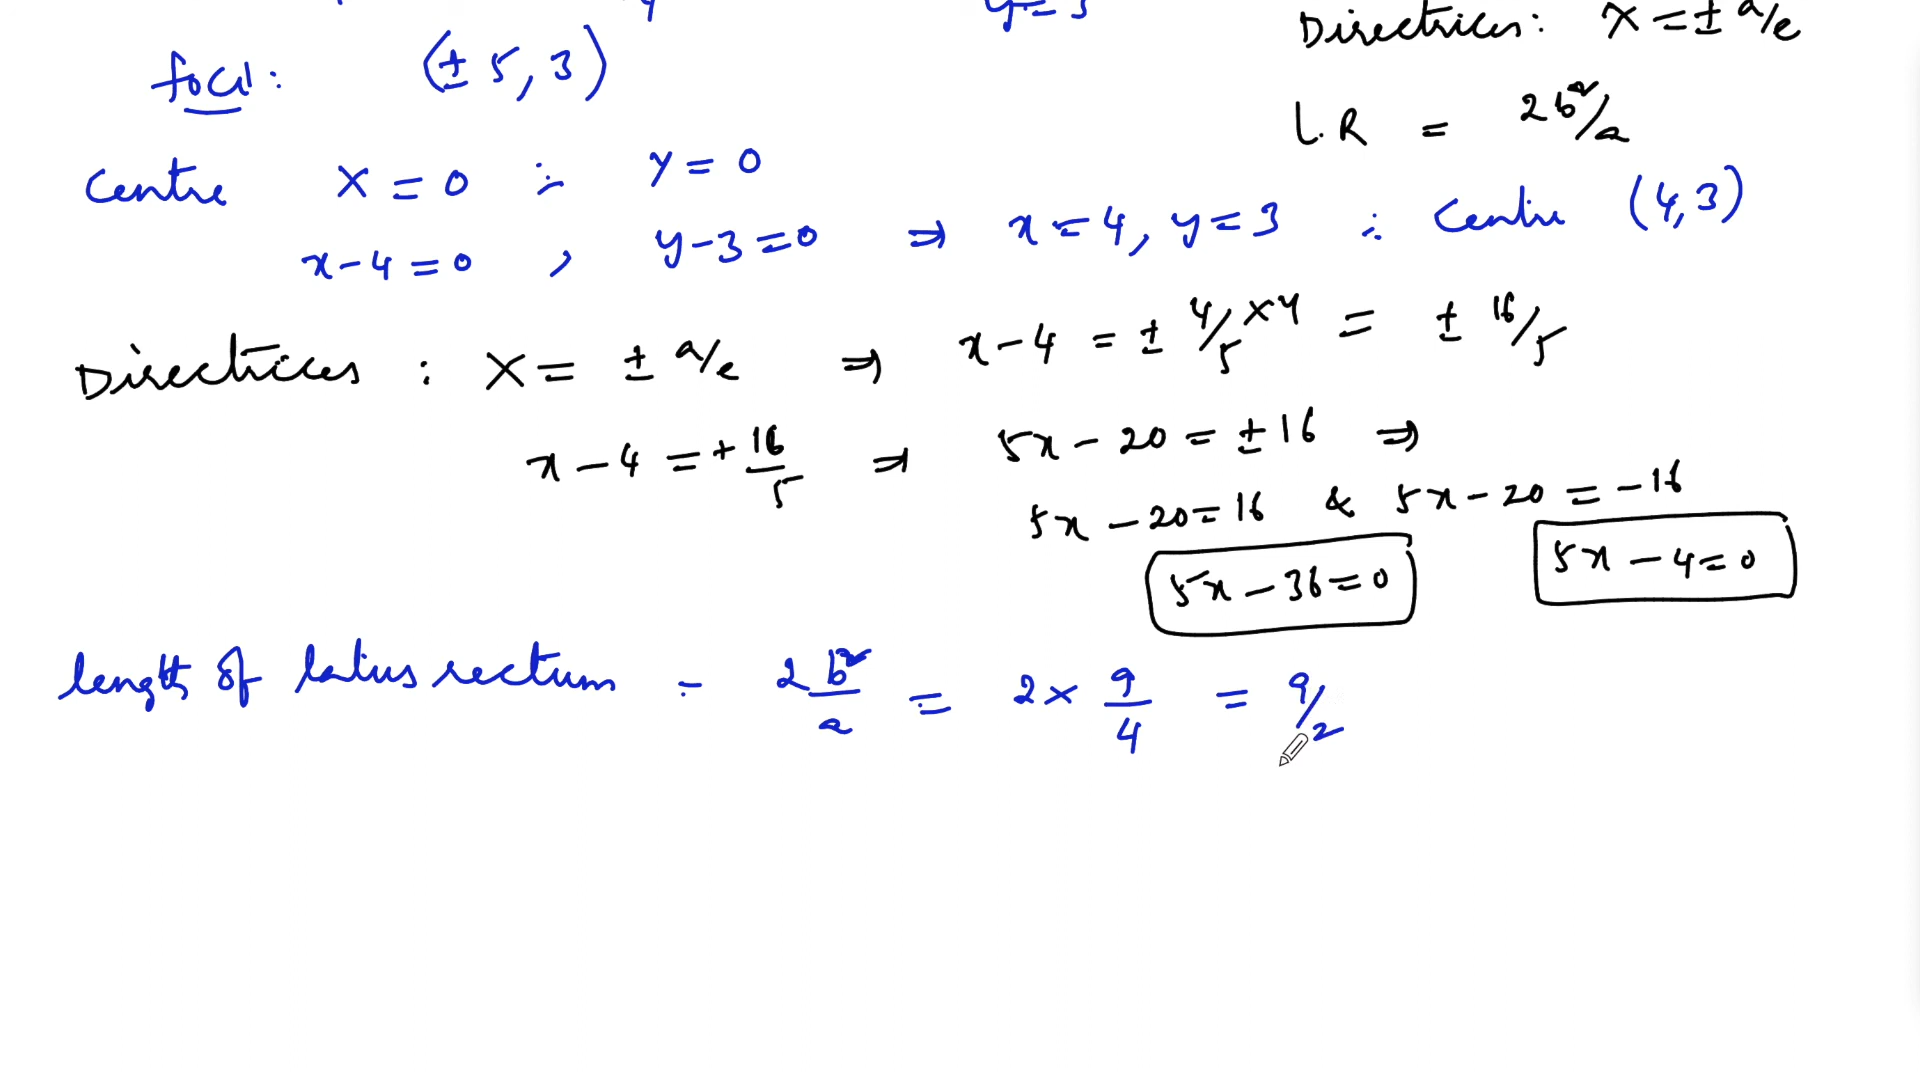 y=3
Directrices: X=±a/e
foci: (±5,3)
L.R = 2b²/a
Centre X=0 ; Y=0
x-4=0 , y-3=0 ⇒ x=4, y=3 ∴ Centre (4,3)
Directrices : X= ±a/e ⇒ x-4 = ± 4/5 ×4 = ± 16/5
x-4 = + 16/5 ⇒ 5x-20 = ±16 ⇒
5x-20=16 & 5x-20=-16
5x-36=0 5x-4=0
length of latus rectum - 2b²/a = 2× 9/4 = 9/2